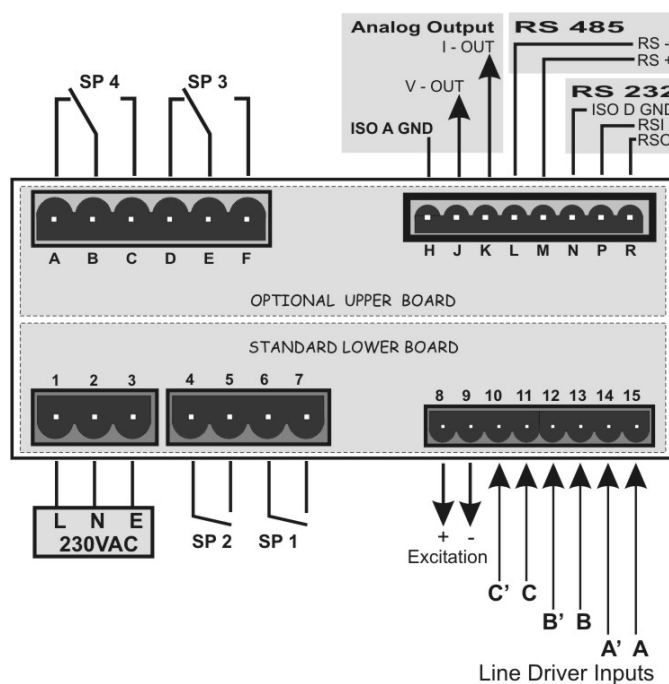 Analog Output
RS 485
I - OUT
RS -
RS +
SP 4
SP 3
V - OUT
RS 232
ISO D GND
ISO A GND
RSI
A B C D E F
H J K L M N P R
OPTIONAL UPPER BOARD
STANDARD LOWER BOARD
1 2 3
4 5 6 7
8 9 10 11 12 13 14 15
L N E
230VAC
SP 2
SP 1
+ -
Excitation
C' C
B' B
A' A
Line Driver Inputs